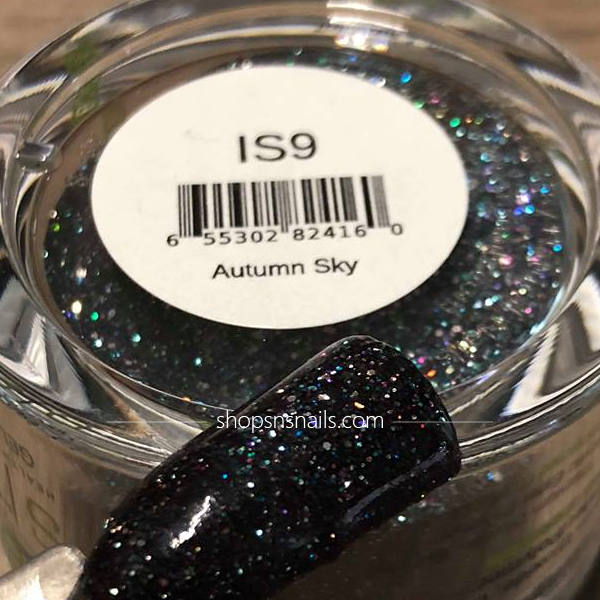 IS9
6 55302 82416 0
Autumn Sky
shopsnsnails.com